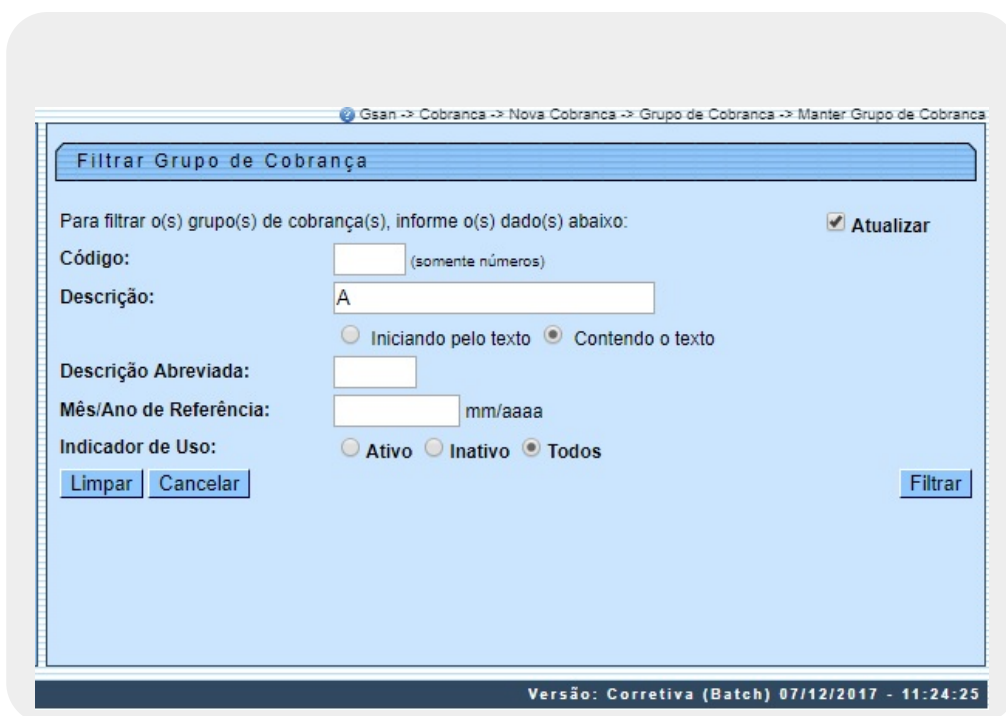 Gsan -> Cobranca -> Nova Cobranca -> Grupo de Cobranca -> Manter Grupo de Cobranca
Filtrar Grupo de Cobrança
Para filtrar o(s) grupo(s) de cobrança(s), informe o(s) dado(s) abaixo: Atualizar
Código: (somente números)
Descrição: A
Iniciando pelo texto Contendo o texto
Descrição Abreviada:
Mês/Ano de Referência: mm/aaaa
Indicador de Uso: Ativo Inativo Todos
Limpar Cancelar Filtrar
Versão: Corretiva (Batch) 07/12/2017 - 11:24:25